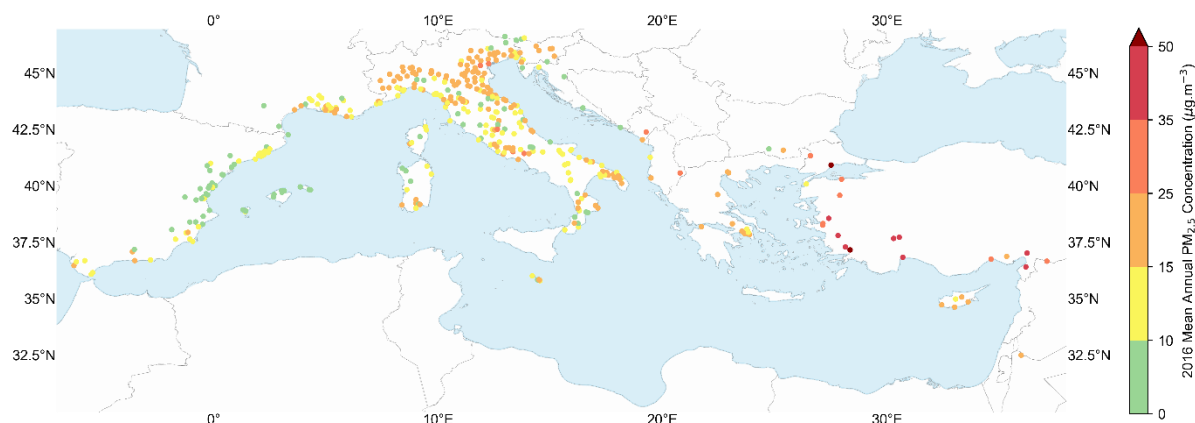 0° 10°E 20°E 30°E
45°N 45°N
42.5°N 42.5°N
40°N 40°N
37.5°N 37.5°N
35°N 35°N
32.5°N 32.5°N
0° 10°E 20°E 30°E
50
35
25
15
10
0
2016 Mean Annual PM2.5 Concentration (μg.m−3)